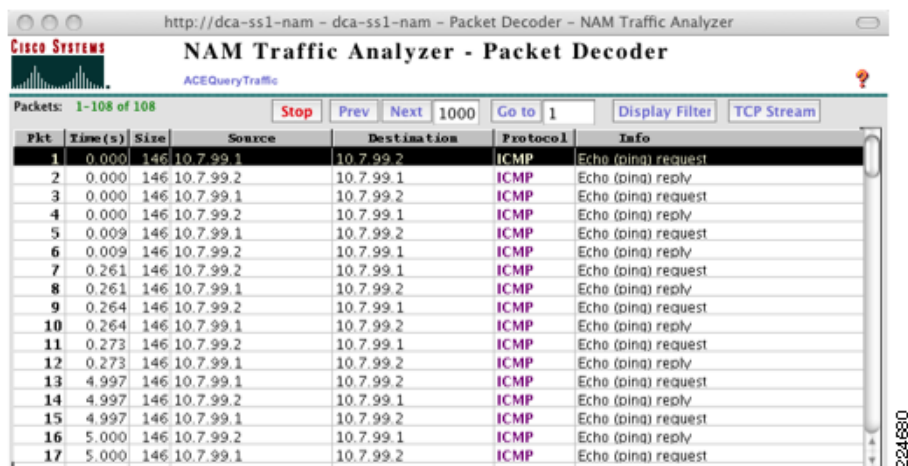 http://dca-ss1-nam - dca-ss1-nam - Packet Decoder - NAM Traffic Analyzer
CISCO SYSTEMS
NAM Traffic Analyzer - Packet Decoder
ACEQueryTraffic
?
Packets: 1-108 of 108 Stop Prev Next 1000 Go to 1 Display Filter TCP Stream
Pkt Time(s) Size Source Destination Protocol Info
1 0.000 146 10.7.99.1 10.7.99.2 ICMP Echo (ping) request
2 0.000 146 10.7.99.2 10.7.99.1 ICMP Echo (ping) reply
3 0.000 146 10.7.99.1 10.7.99.2 ICMP Echo (ping) request
4 0.000 146 10.7.99.2 10.7.99.1 ICMP Echo (ping) reply
5 0.009 146 10.7.99.1 10.7.99.2 ICMP Echo (ping) request
6 0.009 146 10.7.99.2 10.7.99.1 ICMP Echo (ping) reply
7 0.261 146 10.7.99.2 10.7.99.1 ICMP Echo (ping) request
8 0.261 146 10.7.99.1 10.7.99.2 ICMP Echo (ping) reply
9 0.264 146 10.7.99.2 10.7.99.1 ICMP Echo (ping) request
10 0.264 146 10.7.99.1 10.7.99.2 ICMP Echo (ping) reply
11 0.273 146 10.7.99.2 10.7.99.1 ICMP Echo (ping) request
12 0.273 146 10.7.99.1 10.7.99.2 ICMP Echo (ping) reply
13 4.997 146 10.7.99.1 10.7.99.2 ICMP Echo (ping) request
14 4.997 146 10.7.99.2 10.7.99.1 ICMP Echo (ping) reply
15 4.997 146 10.7.99.1 10.7.99.2 ICMP Echo (ping) request
16 5.000 146 10.7.99.2 10.7.99.1 ICMP Echo (ping) reply
17 5.000 146 10.7.99.1 10.7.99.2 ICMP Echo (ping) request
224680